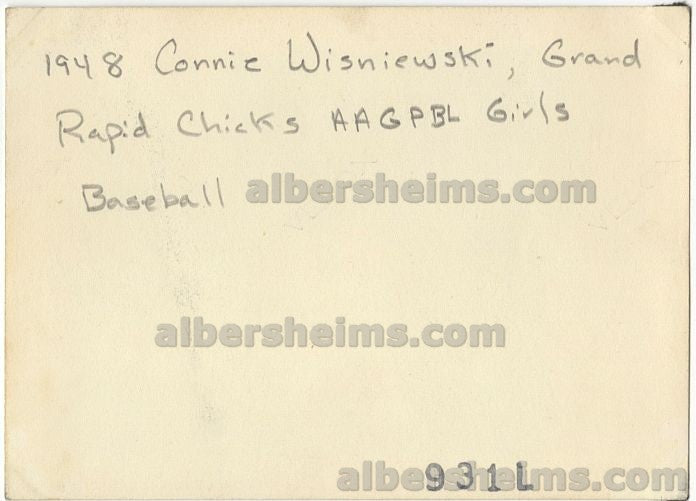 1948 Connie Wisniewski, Grand
Rapid Chicks AAGPBL Girls
Baseball albersheims.com
albersheims.com
albersheims.com
931L